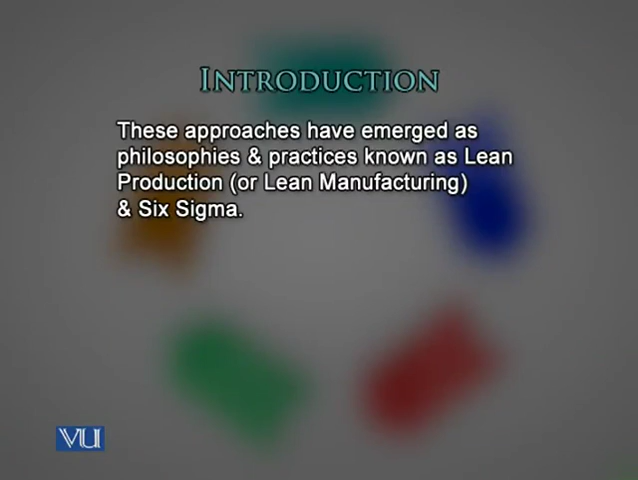 INTRODUCTION
These approaches have emerged as
philosophies & practices known as Lean
Production (or Lean Manufacturing)
& Six Sigma.
VU